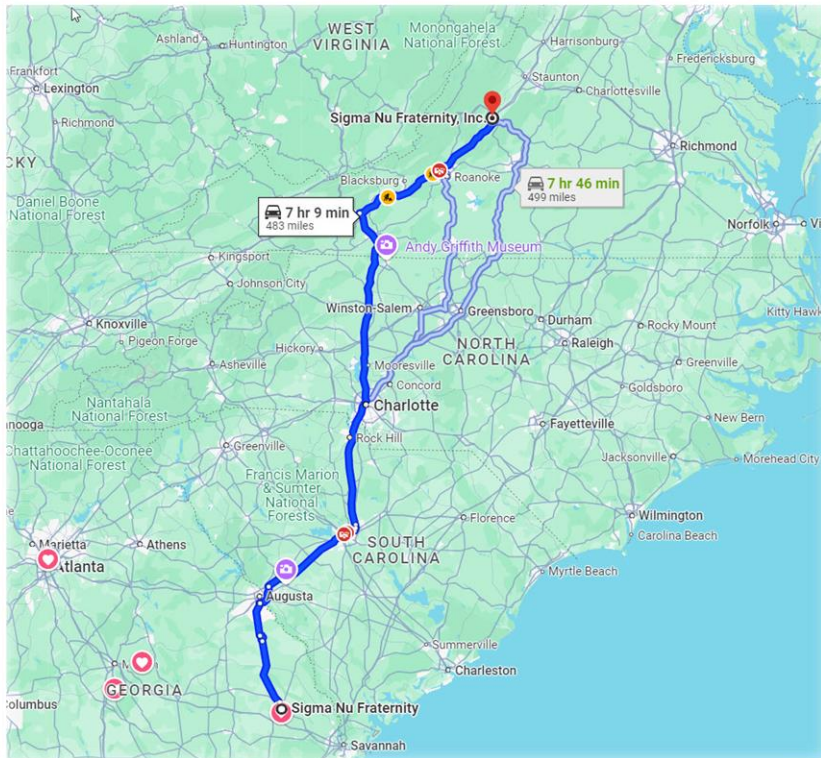 WEST
VIRGINIA
Monongahela
National Forest
Harrisonburg
Ashland
Huntington
Fredericksburg
Staunton
Frankfort
Lexington
Charlottesville
Sigma Nu Fraternity, Inc
Richmond
Richmond
Blacksburg
Roanoke
7 hr 46 min
499 miles
Daniel Boone
National Forest
7 hr 9 min
483 miles
Norfolk
Andy Griffith Museum
Kingsport
Johnson City
Winston-Salem
Greensboro
Kitty Hawk
Knoxville
Durham
Rocky Mount
Pigeon Forge
NORTH
CAROLINA
Raleigh
Hickory
Asheville
Mooresville
Greenville
Concord
Goldsboro
Nantahala
National Forest
Charlotte
Fayetteville
New Bern
Chattahoochee-Oconee
National Forest
Greenville
Rock Hill
Jacksonville
Morehead City
Francis Marion
& Sumter
National
Forests
Florence
Wilmington
Carolina Beach
Marietta
Athens
SOUTH
CAROLINA
Atlanta
Myrtle Beach
Augusta
Summerville
Charleston
GEORGIA
Columbus
Sigma Nu Fraternity
Savannah